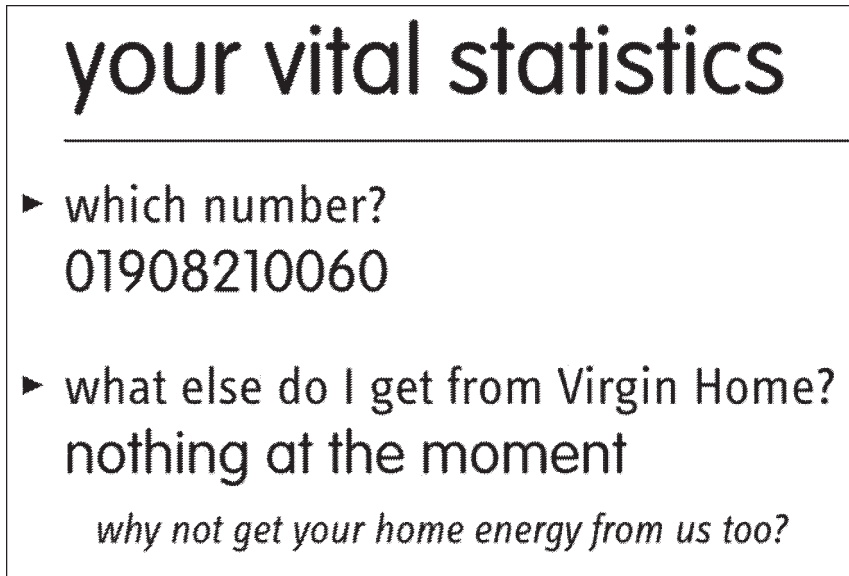 your vital statistics
which number?
01908210060
what else do I get from Virgin Home?
nothing at the moment
why not get your home energy from us too?